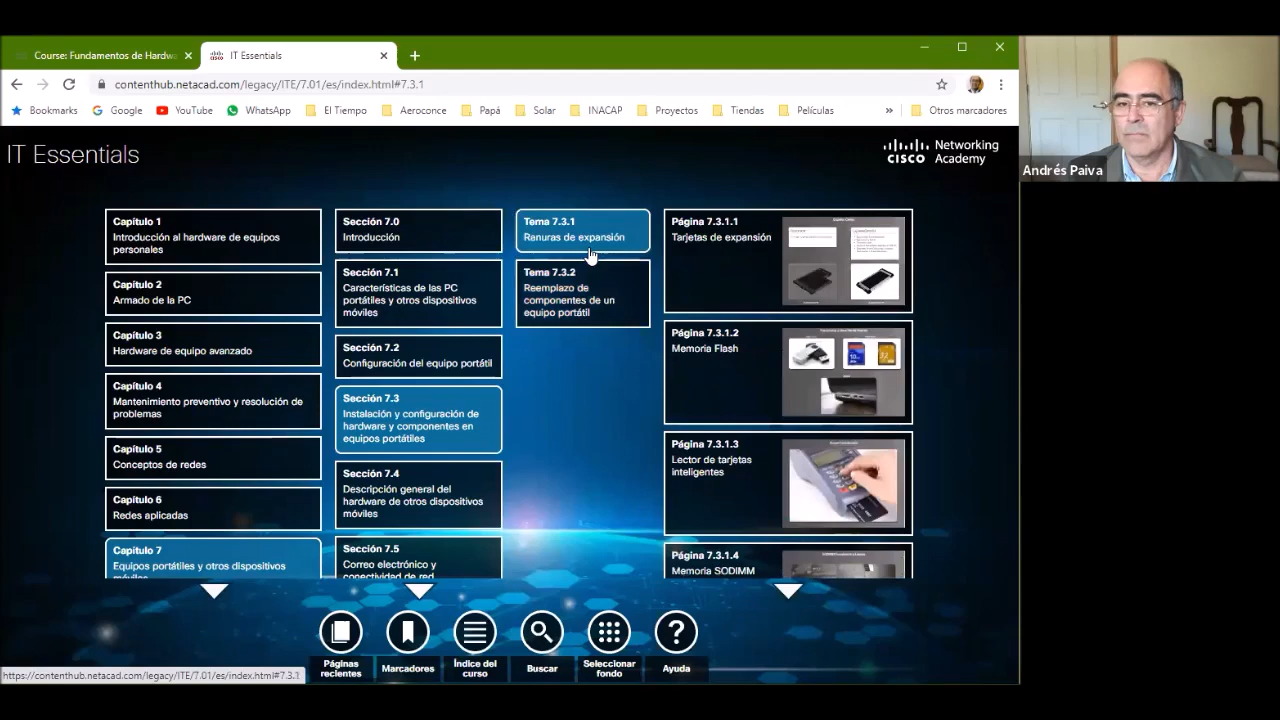 Course: Fundamentos de Hardwa
IT Essentials
contenthub.netacad.com/legacy/ITE/7.01/es/index.html#7.3.1
Bookmarks
Google
YouTube
WhatsApp
El Tiempo
Aeroconce
Papá
Solar
INACAP
Proyectos
Tiendas
Películas
»
Otros marcadores
IT Essentials
CISCO
Networking
Academy
Andrés Paiva
Capítulo 1
Introducción al hardware de equipos
personales
Capítulo 2
Armado de la PC
Capítulo 3
Hardware de equipo avanzado
Capítulo 4
Mantenimiento preventivo y resolución de
problemas
Capítulo 5
Conceptos de redes
Capítulo 6
Redes aplicadas
Capítulo 7
Equipos portátiles y otros dispositivos
móviles
Sección 7.0
Introducción
Sección 7.1
Características de las PC
portátiles y otros dispositivos
móviles
Sección 7.2
Configuración del equipo portátil
Sección 7.3
Instalación y configuración de
hardware y componentes en
equipos portátiles
Sección 7.4
Descripción general del
hardware de otros dispositivos
móviles
Sección 7.5
Correo electrónico y
conectividad de red
Tema 7.3.1
Ranuras de expansión
Tema 7.3.2
Reemplazo de
componentes de un
equipo portátil
Página 7.3.1.1
Tarjetas de expansión
Página 7.3.1.2
Memoria Flash
Página 7.3.1.3
Lector de tarjetas
inteligentes
Página 7.3.1.4
Memoria SODIMM
Páginas
recientes
Marcadores
Índice del
curso
Buscar
Seleccionar
fondo
?
Ayuda
https://contenthub.netacad.com/legacy/ITE/7.01/es/index.html#7.3.1